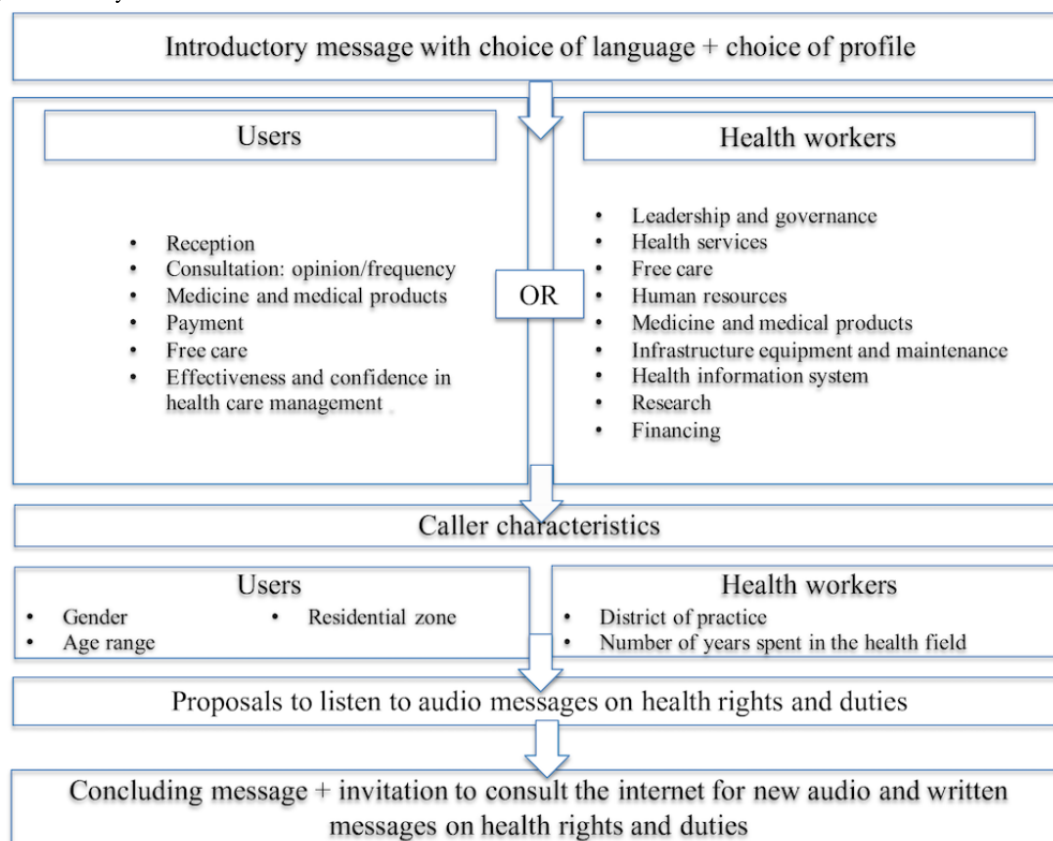 Introductory message with choice of language + choice of profile
Users
• Reception
• Consultation: opinion/frequency
• Medicine and medical products
• Payment
• Free care
• Effectiveness and confidence in
health care management
OR
Health workers
• Leadership and governance
• Health services
• Free care
• Human resources
• Medicine and medical products
• Infrastructure equipment and maintenance
• Health information system
• Research
• Financing
Caller characteristics
Users
• Gender
• Age range
• Residential zone
Health workers
• District of practice
• Number of years spent in the health field
Proposals to listen to audio messages on health rights and duties
Concluding message + invitation to consult the internet for new audio and written
messages on health rights and duties